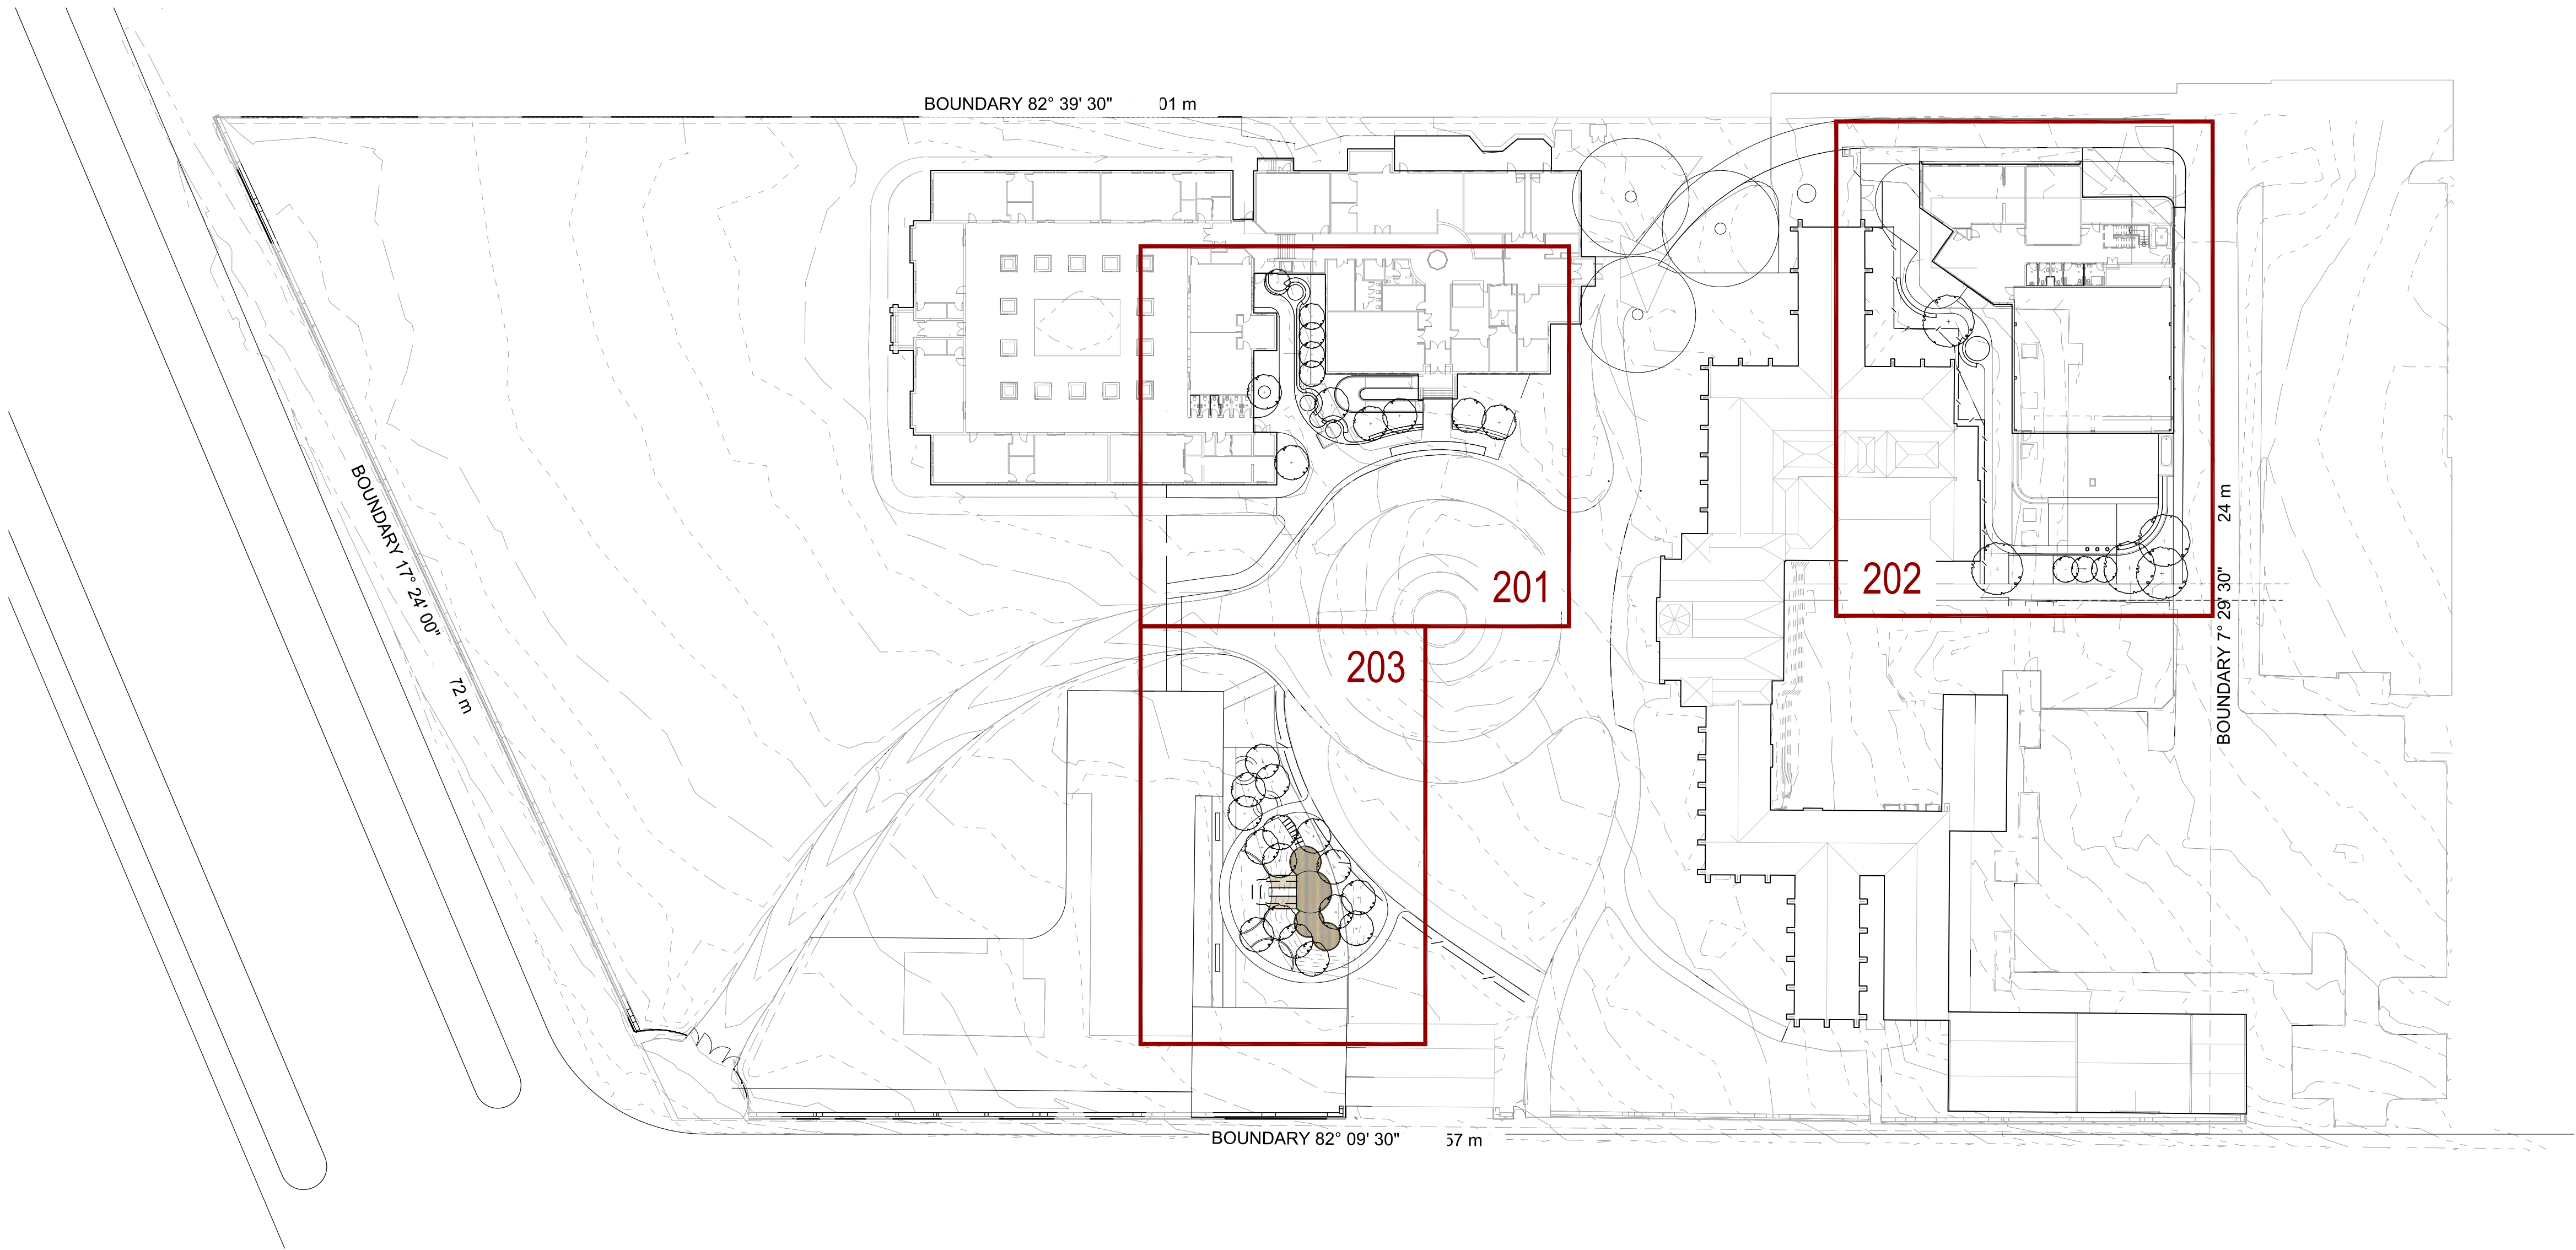 BOUNDARY 82° 39' 30" 01 m
BOUNDARY 17° 24' 00" 72 m
201
202
203
24 m
BOUNDARY 7° 29' 30"
BOUNDARY 82° 09' 30" 57 m